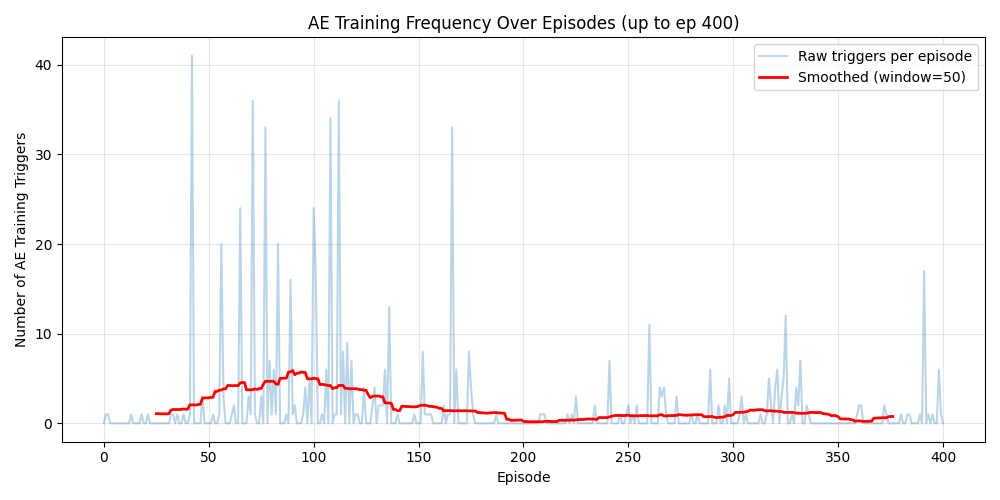 AE Training Frequency Over Episodes (up to ep 400)
Raw triggers per episode
Smoothed (window=50)
Number of AE Training Triggers
40
30
20
10
0
0 50 100 150 200 250 300 350 400
Episode